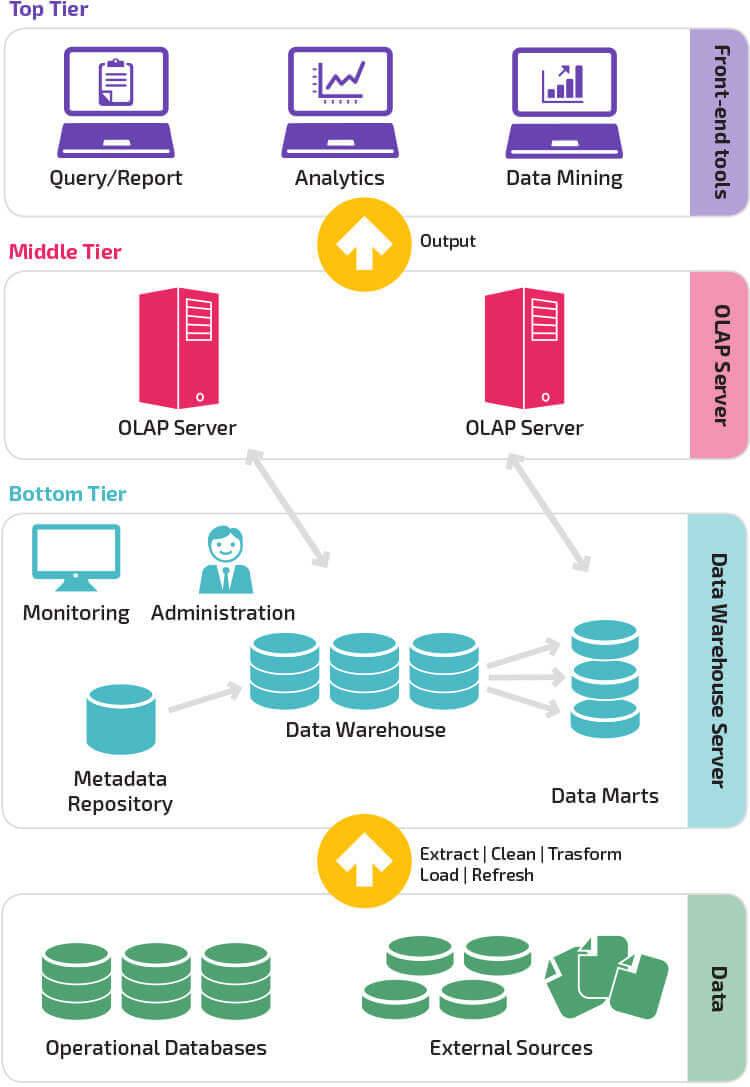 Top Tier
Query/Report
Analytics
Data Mining
Front-end tools
Output
Middle Tier
OLAP Server
OLAP Server
OLAP Server
Bottom Tier
Monitoring
Administration
Data Warehouse
Metadata
Repository
Data Marts
Data Warehouse Server
Extract | Clean | Trasform
Load | Refresh
Operational Databases
External Sources
Data